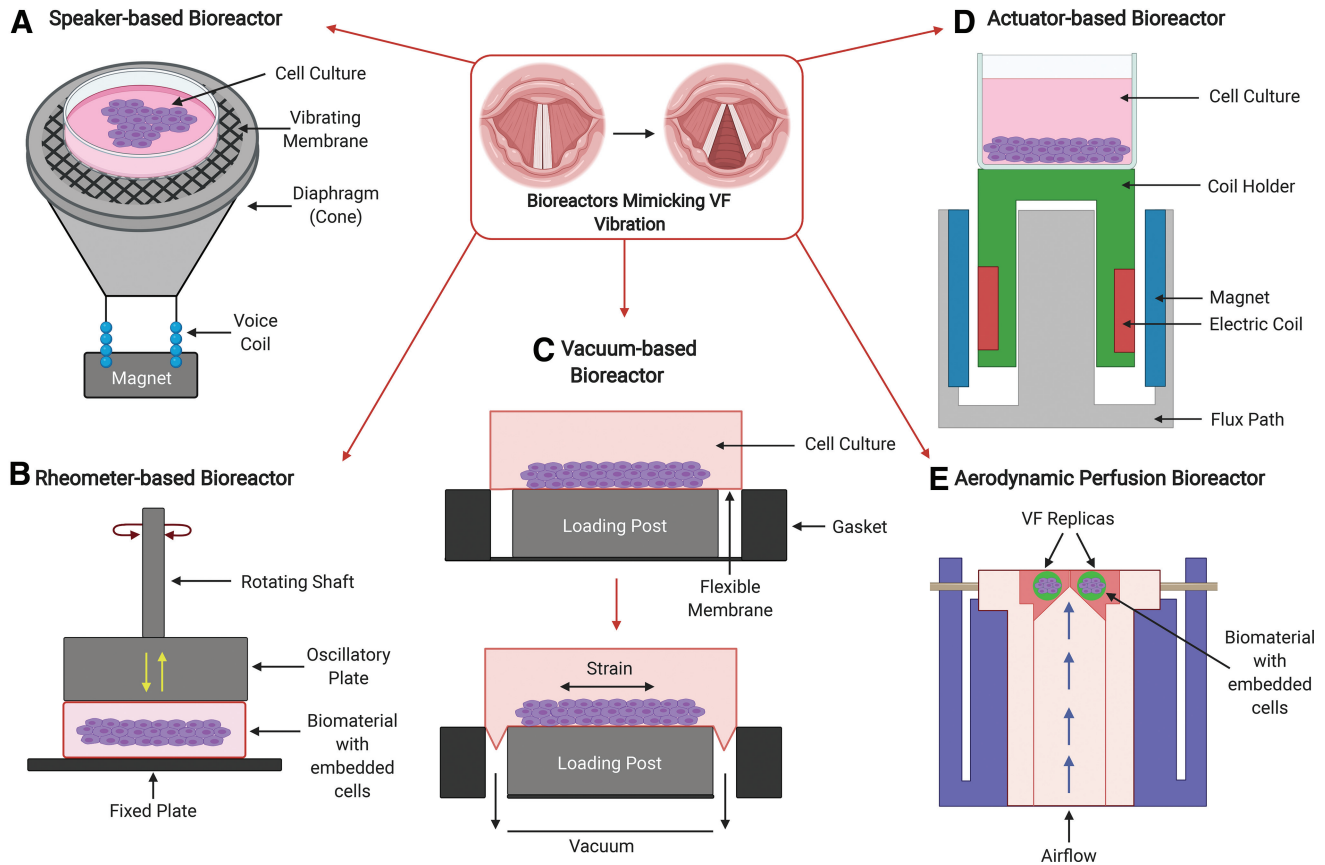 A
Speaker-based Bioreactor
Cell Culture
Vibrating
Membrane
Diaphragm
(Cone)
Voice
Coil
Magnet
Bioreactors Mimicking VF
Vibration
D
Actuator-based Bioreactor
Cell Culture
Coil Holder
Magnet
Electric Coil
Flux Path
B
Rheometer-based Bioreactor
Rotating Shaft
Oscillatory
Plate
Biomaterial
with
embedded
cells
Fixed Plate
C
Vacuum-based
Bioreactor
Cell Culture
Loading Post
Gasket
Flexible
Membrane
Strain
Loading Post
Vacuum
E
Aerodynamic Perfusion Bioreactor
VF Replicas
Biomaterial
with
embedded
cells
Airflow